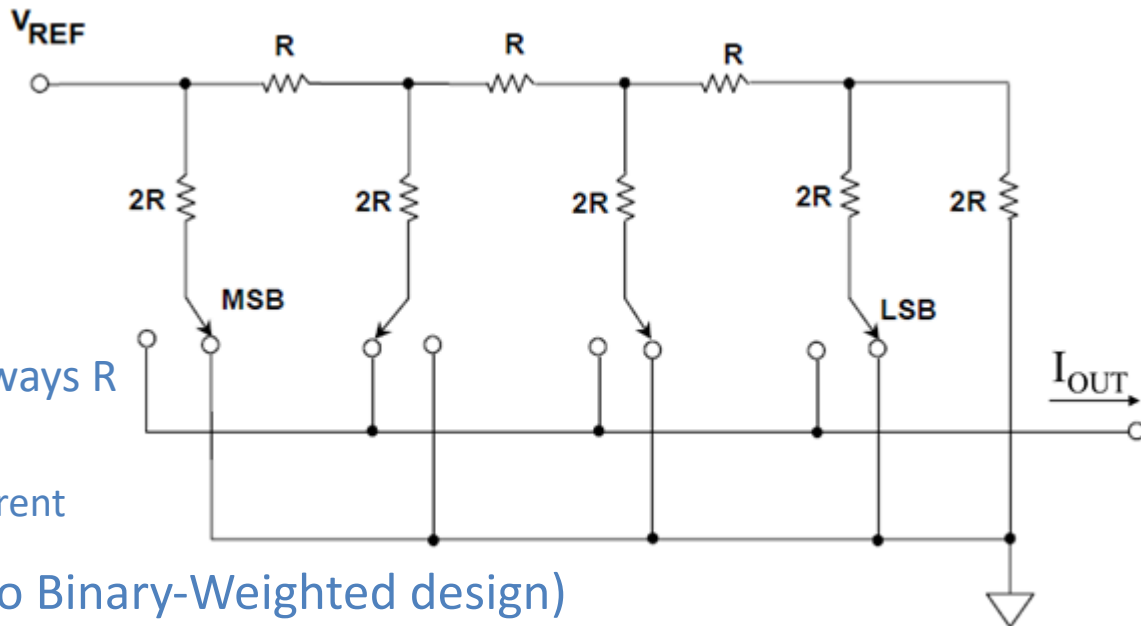 VREF
R
R
R
2R
2R
2R
2R
2R
MSB
LSB
ways R
IOUT
rent
o Binary-Weighted design)